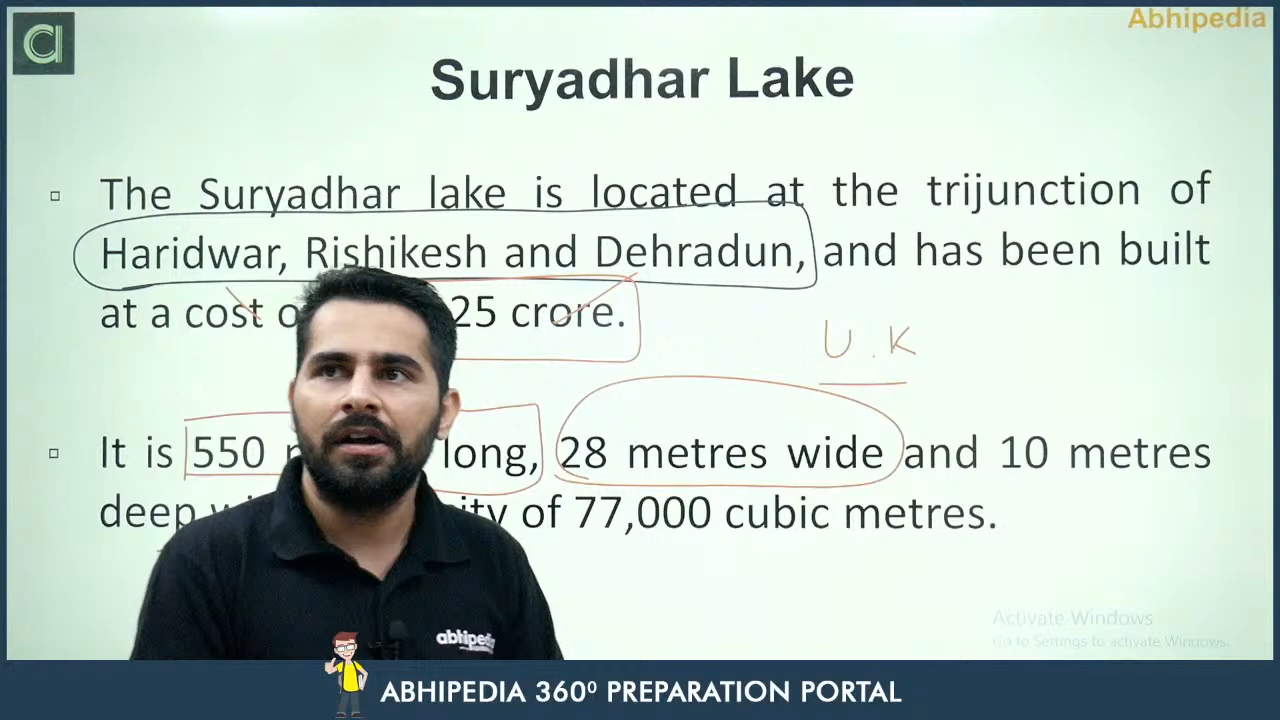 Abhipedia
Suryadhar Lake
The Suryadhar lake is located at the trijunction of
Haridwar, Rishikesh and Dehradun, and has been built
at a cost 25 crore.
U.K
It is 550 long, 28 metres wide and 10 metres
deep of 77,000 cubic metres.
abhipedia
Activate Windows
Go to Settings to activate Windows.
ABHIPEDIA 360⁰ PREPARATION PORTAL